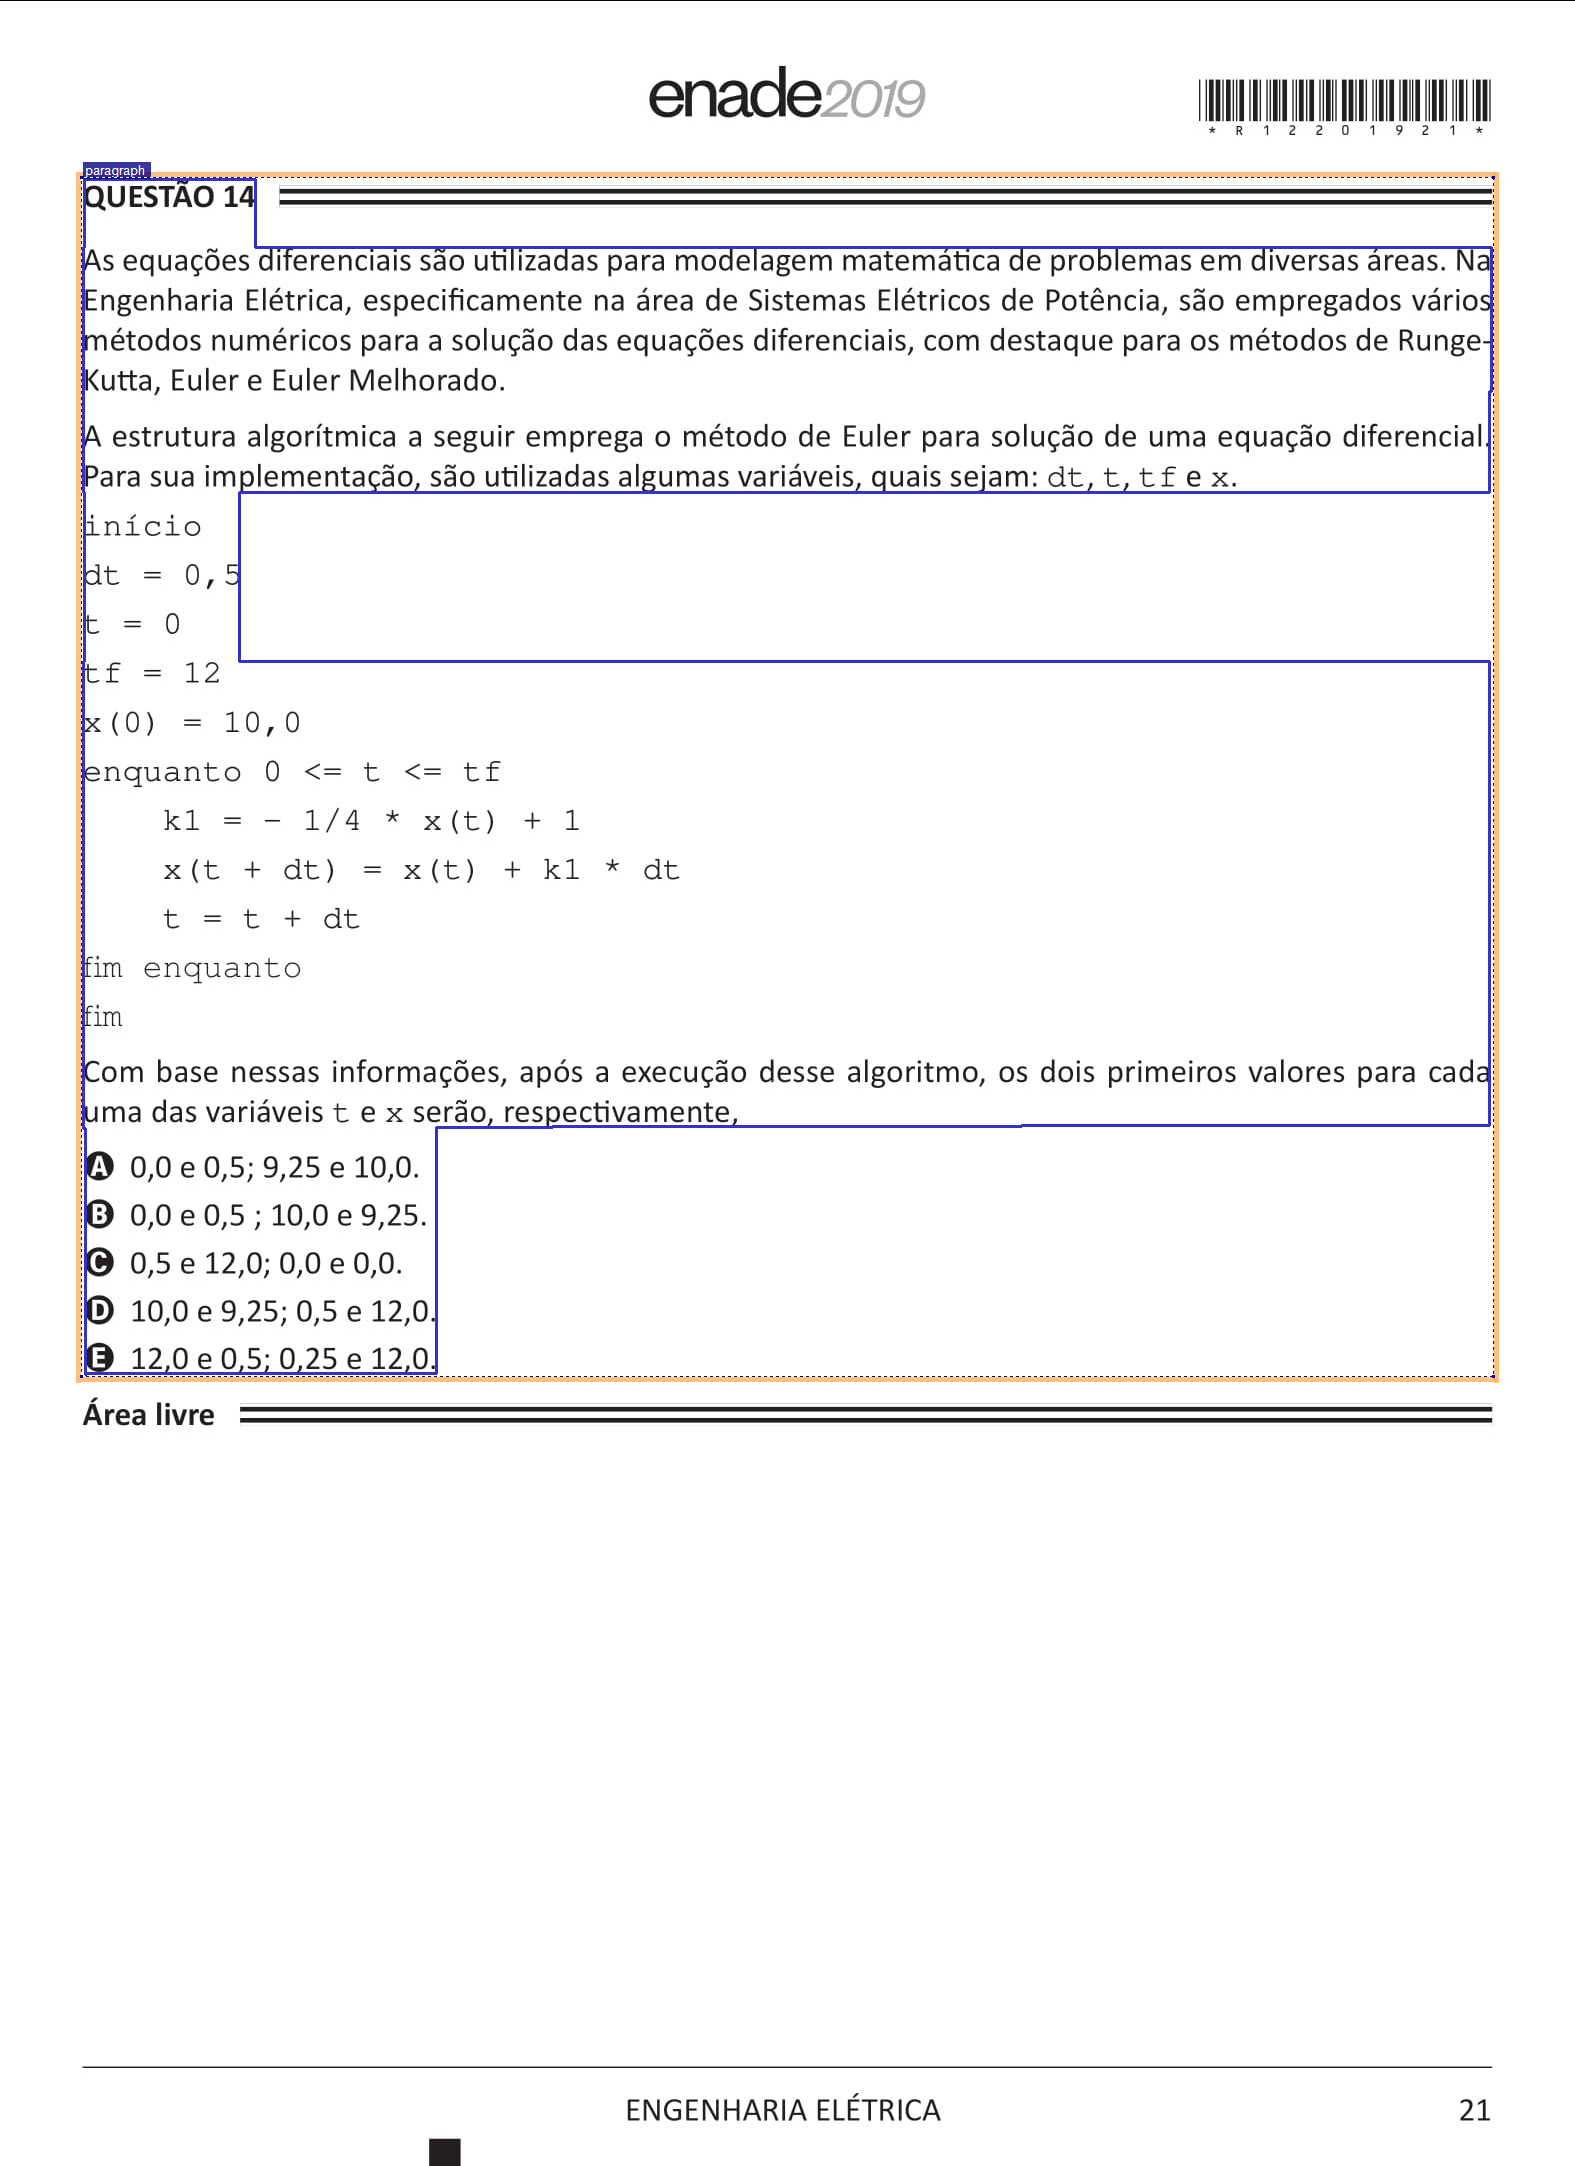 enade2019
* R 1 2 2 0 1 9 2 1 *
paragraph
QUESTÃO 14
As equações diferenciais são utilizadas para modelagem matemática de problemas em diversas áreas. Na
Engenharia Elétrica, especificamente na área de Sistemas Elétricos de Potência, são empregados vários
métodos numéricos para a solução das equações diferenciais, com destaque para os métodos de Runge-
Kutta, Euler e Euler Melhorado.
A estrutura algorítmica a seguir emprega o método de Euler para solução de uma equação diferencial.
Para sua implementação, são utilizadas algumas variáveis, quais sejam: dt, t, tf e x.
início
dt = 0,5
t = 0
tf = 12
x(0) = 10,0
enquanto 0 <= t <= tf
k1 = – 1/4 * x(t) + 1
x(t + dt) = x(t) + k1 * dt
t = t + dt
fim enquanto
fim
Com base nessas informações, após a execução desse algoritmo, os dois primeiros valores para cada
uma das variáveis t e x serão, respectivamente,
A 0,0 e 0,5; 9,25 e 10,0.
B 0,0 e 0,5 ; 10,0 e 9,25.
C 0,5 e 12,0; 0,0 e 0,0.
D 10,0 e 9,25; 0,5 e 12,0.
E 12,0 e 0,5; 0,25 e 12,0.
Área livre
ENGENHARIA ELÉTRICA
21